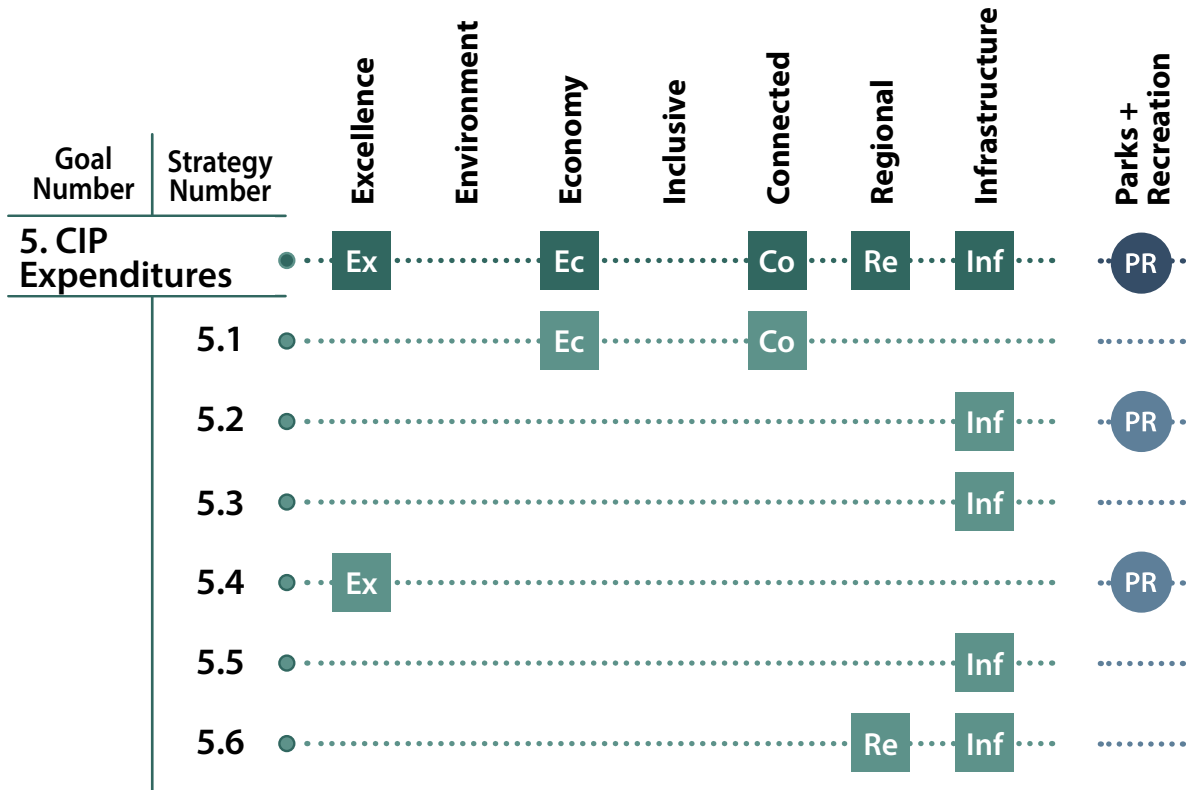 Goal
Number
Strategy
Number
Excellence
Environment
Economy
Inclusive
Connected
Regional
Infrastructure
Parks +
Recreation
5. CIP
Expenditures
Ex
Ec
Co
Re
Inf
PR
5.1
Ec
Co
5.2
Inf
PR
5.3
Inf
5.4
Ex
PR
5.5
Inf
5.6
Re
Inf